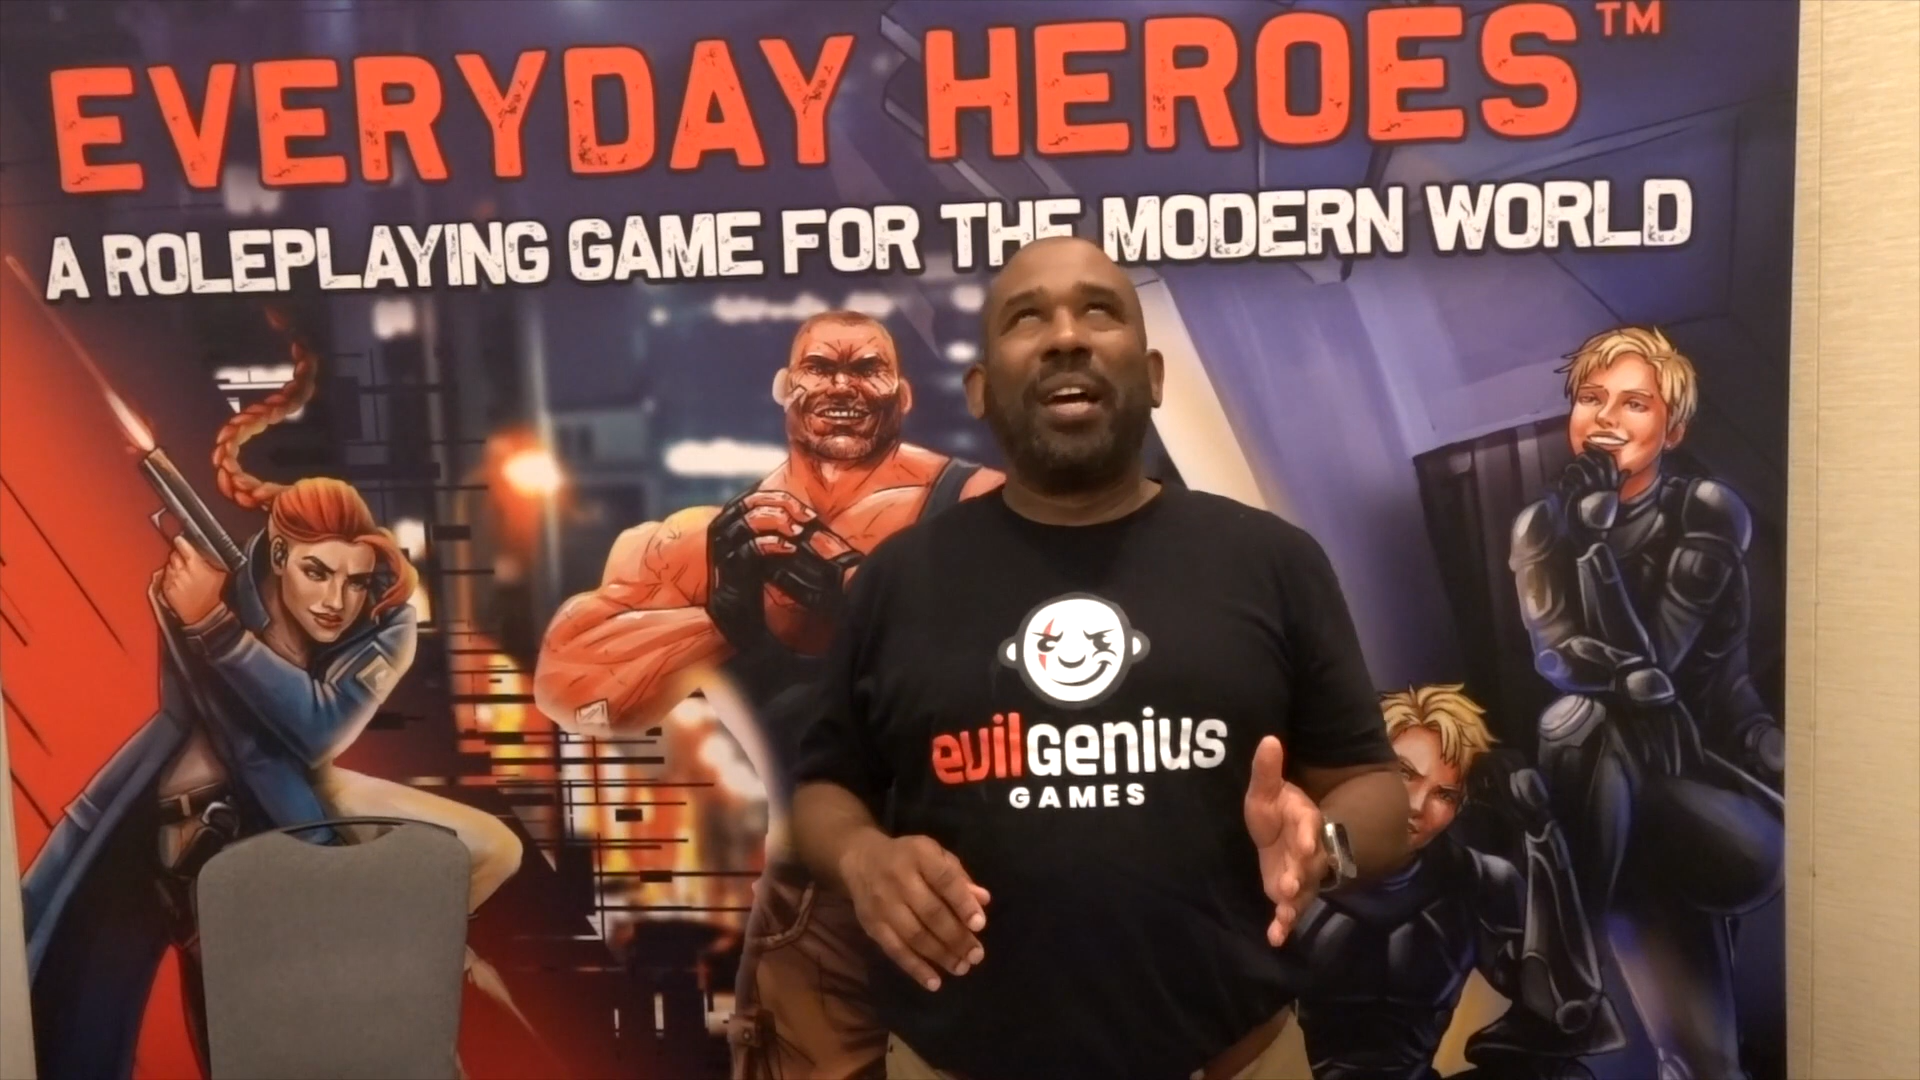 EVERYDAY HEROES™
A ROLEPLAYING GAME FOR THE MODERN WORLD
evilGenius
GAMES